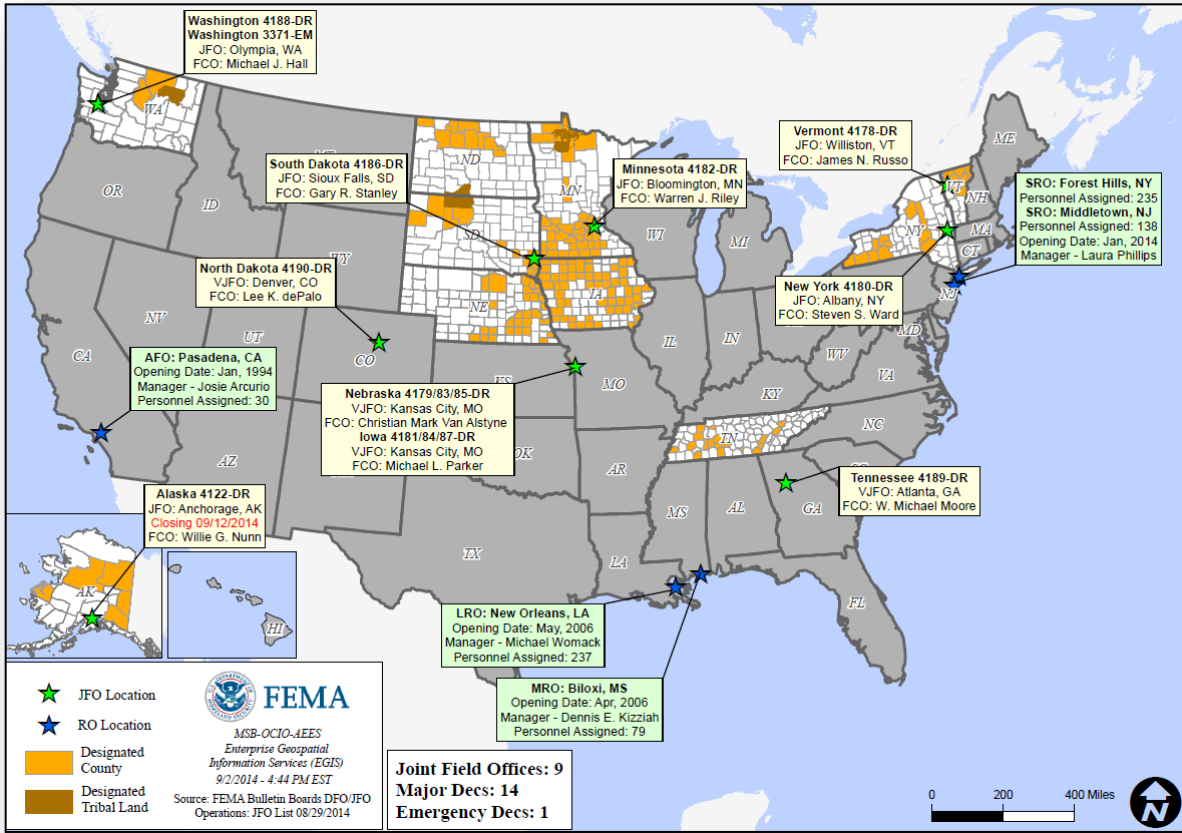 Washington 4188-DR
Washington 3371-EM
JFO: Olympia, WA
FCO: Michael J. Hall
South Dakota 4186-DR
JFO: Sioux Falls, SD
FCO: Gary R. Stanley
Minnesota 4182-DR
JFO: Bloomington, MN
FCO: Warren J. Riley
Vermont 4178-DR
JFO: Williston, VT
FCO: James N. Russo
SRO: Forest Hills, NY
Personnel Assigned: 235
SRO: Middletown, NJ
Personnel Assigned: 138
Opening Date: Jan, 2014
Manager - Laura Phillips
North Dakota 4190-DR
VJFO: Denver, CO
FCO: Lee K. dePalo
New York 4180-DR
JFO: Albany, NY
FCO: Steven S. Ward
AFO: Pasadena, CA
Opening Date: Jan, 1994
Manager - Josie Arcurio
Personnel Assigned: 30
Nebraska 4179/83/85-DR
VJFO: Kansas City, MO
FCO: Christian Mark Van Alstyne
Iowa 4181/84/87-DR
VJFO: Kansas City, MO
FCO: Michael L. Parker
Tennessee 4189-DR
VJFO: Atlanta, GA
FCO: W. Michael Moore
Alaska 4122-DR
JFO: Anchorage, AK
Closing 09/12/2014
FCO: Willie G. Nunn
LRO: New Orleans, LA
Opening Date: May, 2006
Manager - Michael Womack
Personnel Assigned: 237
MRO: Biloxi, MS
Opening Date: Apr, 2006
Manager - Dennis E. Kizziah
Personnel Assigned: 79
WA
OR
ID
NV
CA
UT
AZ
CO
ND
SD
NE
MN
IA
WI
MI
IL
IN
MO
OK
AR
TX
LA
MS
AL
GA
FL
TN
KY
NC
VA
WV
MD
NJ
NY
CT
MA
NH
VT
ME
AK
HI
JFO Location
RO Location
Designated
County
Designated
Tribal Land
FEMA
MSB-OCIO-AEES
Enterprise Geospatial
Information Services (EGIS)
9/2/2014 - 4:44 PM EST
Source: FEMA Bulletin Boards DFO/JFO
Operations: JFO List 08/29/2014
Joint Field Offices: 9
Major Decs: 14
Emergency Decs: 1
0 200 400 Miles
N